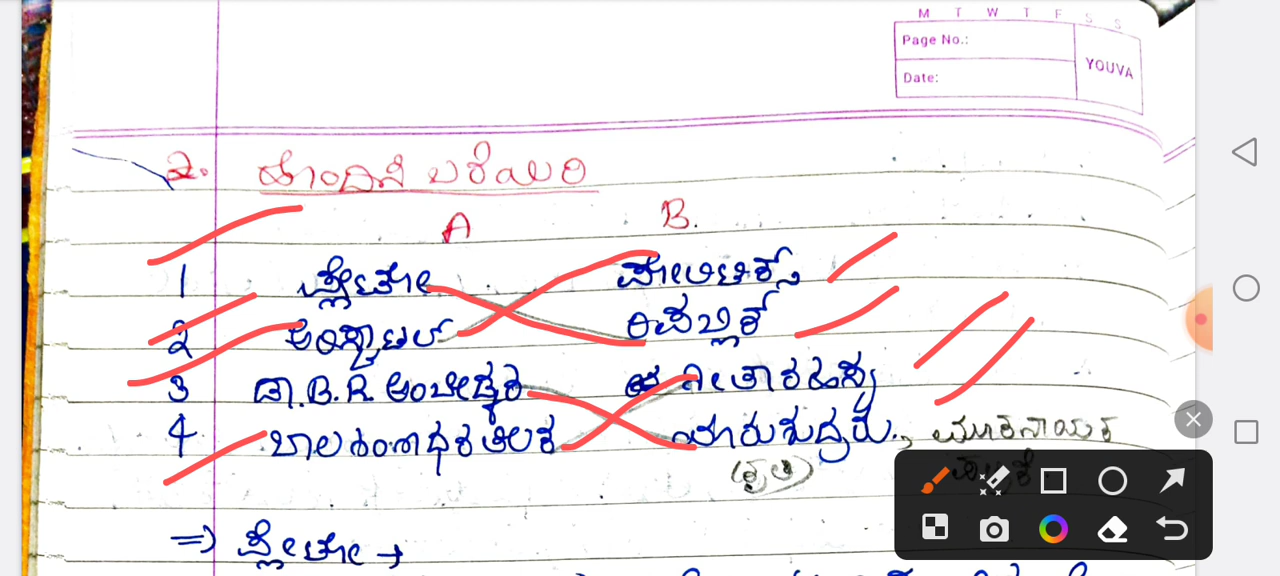 M T W T F S S
Page No.:
Date:
YOUVA
2. ಹೊಂದಿಸಿ ಬರೆಯಿರಿ
A B.
1 ಪ್ಲೇಟೋ ಪೋಲಿಟಿಕ್ಸ್
2 ಅರಿಸ್ಟಾಟಲ್ ರಿಪಬ್ಲಿಕ್
3 ಡಾ. B.R. ಅಂಬೇಡ್ಕರ ಗೀತಾರಹಸ್ಯ
4 ಬಾಲಗಂಗಾಧರ ತಿಲಕ ಯಾರುಶುದ್ರರು., ಮೂಕನಾಯಕ
(ಕೃತಿ) ಪತ್ರಿಕೆ
=) ಪ್ಲೇಟೋ →